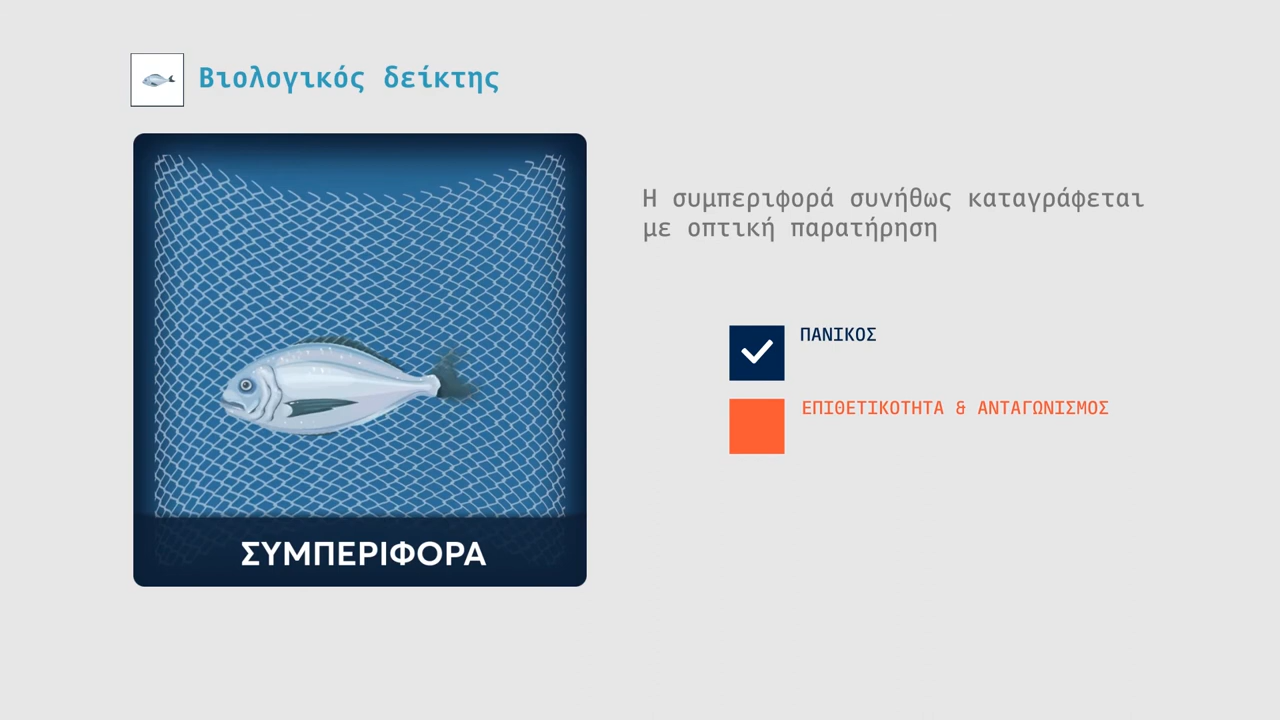 Βιολογικός δείκτης
Η συμπεριφορά συνήθως καταγράφεται
με οπτική παρατήρηση
ΠΑΝΙΚΟΣ
ΕΠΙΘΕΤΙΚΟΤΗΤΑ & ΑΝΤΑΓΩΝΙΣΜΟΣ
ΣΥΜΠΕΡΙΦΟΡΑ